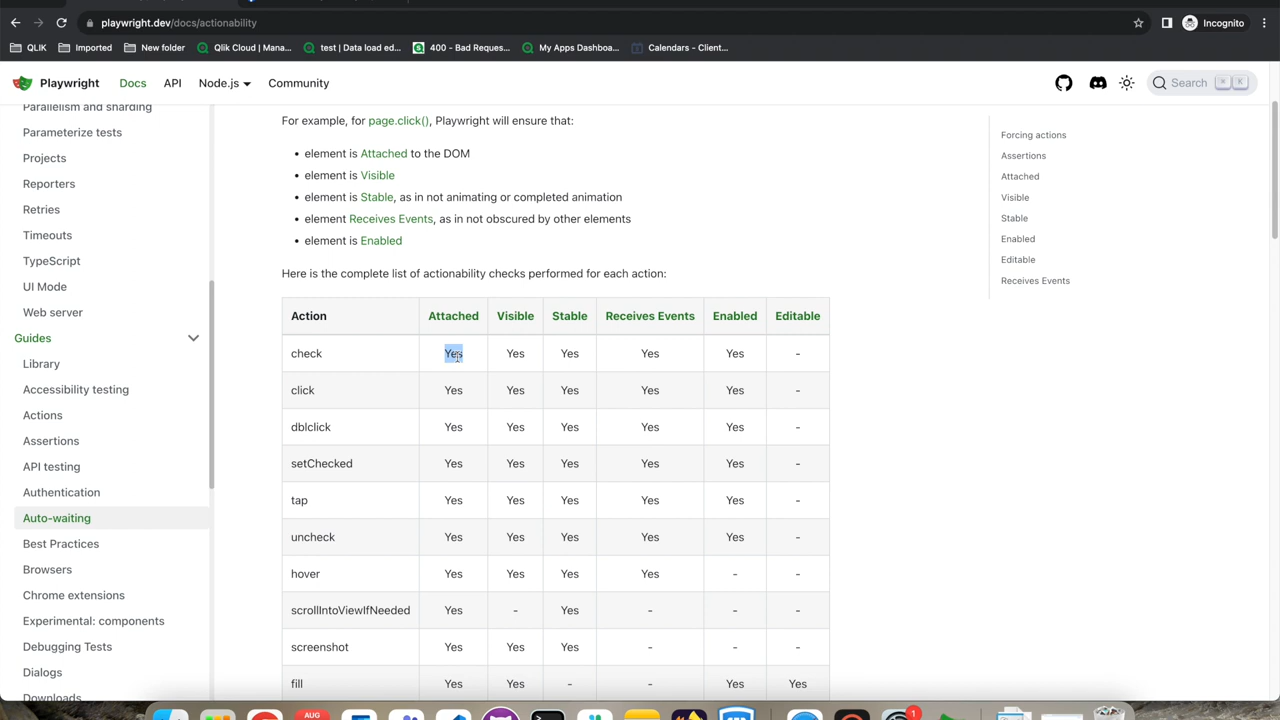 playwright.dev/docs/actionability
Incognito
QLIK
Imported
New folder
Qlik Cloud | Mana...
test | Data load ed...
400 - Bad Reques...
My Apps Dashboa...
Calendars - Client...
Playwright
Docs
API
Node.js
Community
Search
K
Parallelism and sharding
Parameterize tests
Projects
Reporters
Retries
Timeouts
TypeScript
UI Mode
Web server
Guides
Library
Accessibility testing
Actions
Assertions
API testing
Authentication
Auto-waiting
Best Practices
Browsers
Chrome extensions
Experimental: components
Debugging Tests
Dialogs
Downloads
For example, for page.click(), Playwright will ensure that:
• element is Attached to the DOM
• element is Visible
• element is Stable, as in not animating or completed animation
• element Receives Events, as in not obscured by other elements
• element is Enabled
Here is the complete list of actionability checks performed for each action:
Action Attached Visible Stable Receives Events Enabled Editable
check Yes Yes Yes Yes Yes -
click Yes Yes Yes Yes Yes -
dblclick Yes Yes Yes Yes Yes -
setChecked Yes Yes Yes Yes Yes -
tap Yes Yes Yes Yes Yes -
uncheck Yes Yes Yes Yes Yes -
hover Yes Yes Yes Yes - -
scrollIntoViewIfNeeded Yes - Yes - - -
screenshot Yes Yes Yes - - -
fill Yes Yes - - Yes Yes
Forcing actions
Assertions
Attached
Visible
Stable
Enabled
Editable
Receives Events
AUG
1